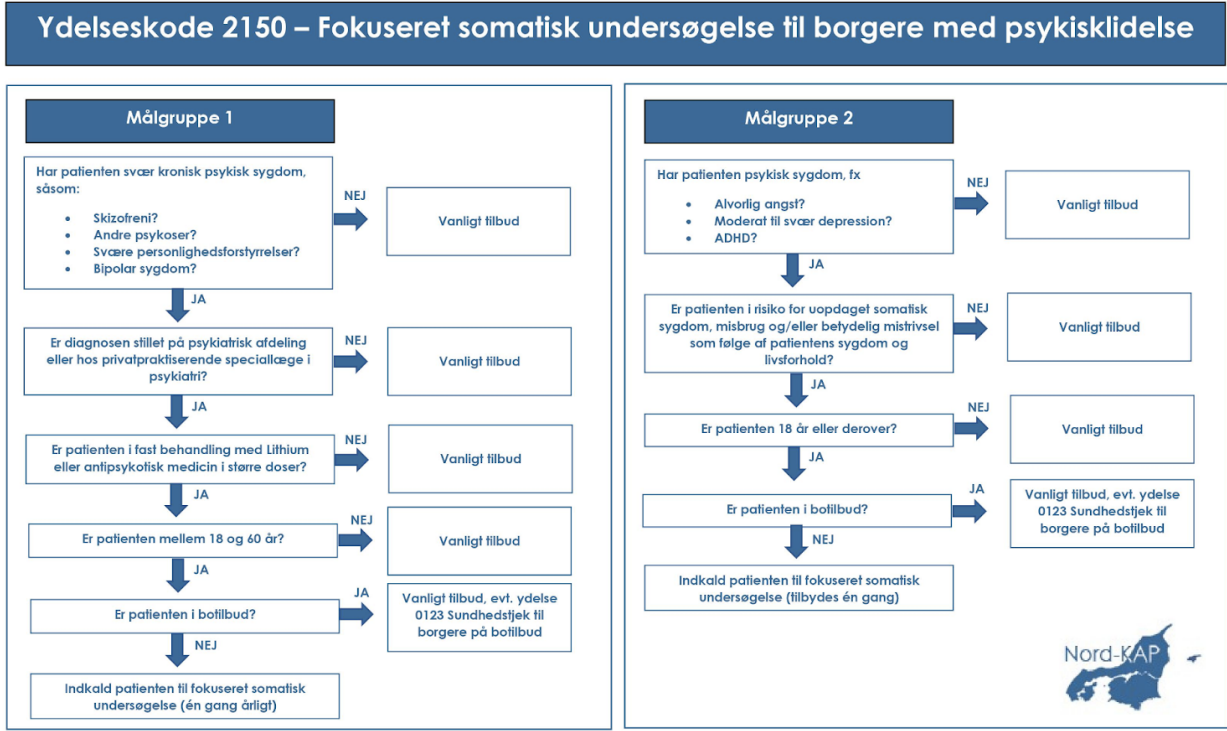 Ydelseskode 2150 – Fokuseret somatisk undersøgelse til borgere med psykisklidelse
Målgruppe 1
Har patienten svær kronisk psykisk sygdom,
såsom:
• Skizofreni?
• Andre psykoser?
• Svære personlighedsforstyrrelser?
• Bipolar sygdom?
NEJ
Vanligt tilbud
JA
Er diagnosen stillet på psykiatrisk afdeling
eller hos privatpraktiserende speciallæge i
psykiatri?
NEJ
Vanligt tilbud
JA
Er patienten i fast behandling med Lithium
eller antipsykotisk medicin i større doser?
NEJ
Vanligt tilbud
JA
Er patienten mellem 18 og 60 år?
NEJ
Vanligt tilbud
JA
Er patienten i botilbud?
JA
Vanligt tilbud, evt. ydelse
0123 Sundhedstjek til
borgere på botilbud
NEJ
Indkald patienten til fokuseret somatisk
undersøgelse (én gang årligt)
Målgruppe 2
Har patienten psykisk sygdom, fx
• Alvorlig angst?
• Moderat til svær depression?
• ADHD?
NEJ
Vanligt tilbud
JA
Er patienten i risiko for uopdaget somatisk
sygdom, misbrug og/eller betydelig mistrivsel
som følge af patientens sygdom og
livsforhold?
NEJ
Vanligt tilbud
JA
Er patienten 18 år eller derover?
NEJ
Vanligt tilbud
JA
Er patienten i botilbud?
JA
Vanligt tilbud, evt. ydelse
0123 Sundhedstjek til
borgere på botilbud
NEJ
Indkald patienten til fokuseret somatisk
undersøgelse (tilbydes én gang)
Nord-KAP